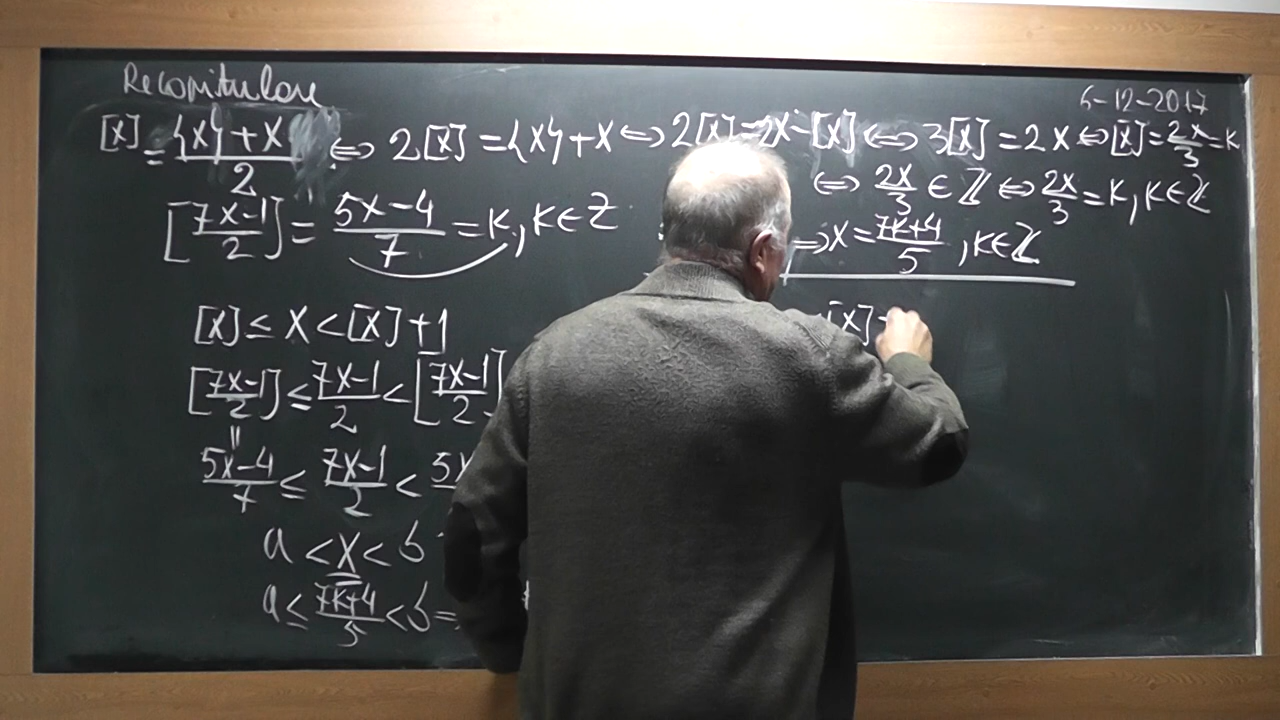 Recapitulare
6-12-2017
[x] = {x}+x / 2 ⇔ 2[x] = {x}+x ⇔ 2[x] = 2x-[x] ⇔ 3[x] = 2x ⇔ [x] = 2x/3 = k
⇔ 2x/3 ∈ ℤ ⇔ 2x/3 = k, k∈ℤ
[7x-1 / 2] = 5x-4 / 7 = k, k∈Z
⇒ x = 7k+4 / 5, k∈ℤ
[x] ≤ x < [x]+1
[x]
[7x-1 / 2] ≤ 7x-1 / 2 < [7x-1 / 2]
5x-4 / 7 ≤ 7x-1 / 2 < 5x
a < x < b
a ≤ 7k+4 / 5 < b =